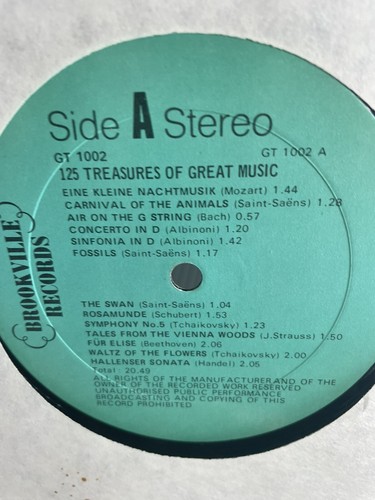 Side A Stereo
GT 1002
GT 1002 A
125 TREASURES OF GREAT MUSIC
EINE KLEINE NACHTMUSIK (Mozart) 1.44
CARNIVAL OF THE ANIMALS (Saint-Saëns) 1.28
AIR ON THE G STRING (Bach) 0.57
CONCERTO IN D (Albinoni) 1.20
SINFONIA IN D (Albinoni) 1.42
FOSSILS (Saint-Saëns) 1.17
BROOKVILLE
RECORDS
THE SWAN (Saint-Saëns) 1.04
ROSAMUNDE (Schubert) 1.53
SYMPHONY No.5 (Tchaikovsky) 1.23
TALES FROM THE VIENNA WOODS (J.Strauss) 1.50
FÜR ELISE (Beethoven) 2.06
WALTZ OF THE FLOWERS (Tchaikovsky) 2.00
HALLENSER SONATA (Handel) 2.05
Total: 20.49
ALL RIGHTS OF THE MANUFACTURER AND OF THE
OWNER OF THE RECORDED WORK RESERVED
UNAUTHORISED PUBLIC PERFORMANCE
BROADCASTING AND COPYING OF THIS
RECORD PROHIBITED